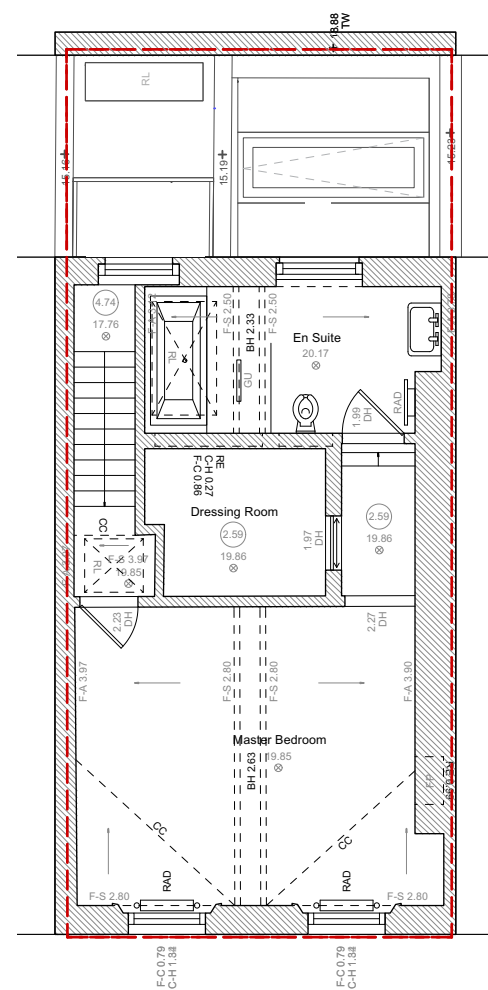 18.88
TW
RL
15.19
15.23
4.74
17.76
F-S 2.50
F-S 2.50
BH 2.33
En Suite
20.17
RL
GU
RAD
1.99
DH
RE
C-H 0.27
F-C 0.86
CC
Dressing Room
2.59
19.86
1.97
DH
2.59
19.86
F-S 3.97
19.85
RL
2.23
DH
2.27
DH
F-A 3.97
F-S 2.80
F-S 2.80
F-A 3.90
Master Bedroom
19.85
BH 2.63
FP
CC
CC
F-S 2.80
RAD
RAD
F-S 2.80
F-C 0.79
F-C 0.79